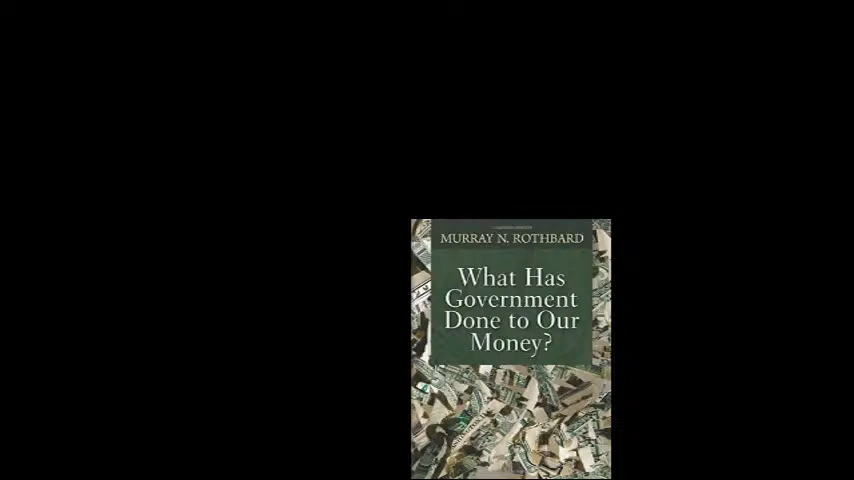 MURRAY N. ROTHBARD
What Has
Government
Done to Our
Money?